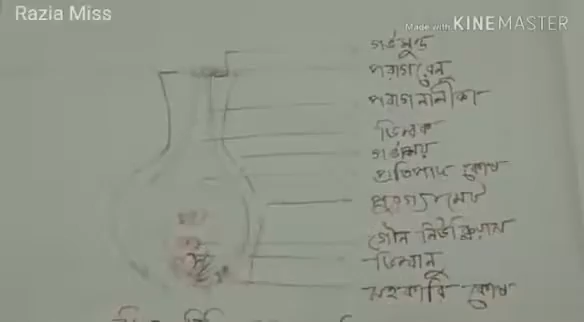 Razia Miss
Made with KINEMASTER
গর্ভমুন্ড
পরাগরেনু
পরাগনালীকা
ডিম্বক
গর্ভাশয়
প্রতিপাদ কোষ
পুংগ্যামেট
গৌন নিউক্লিয়াস
ডিম্বানু
সহকারি কোষ